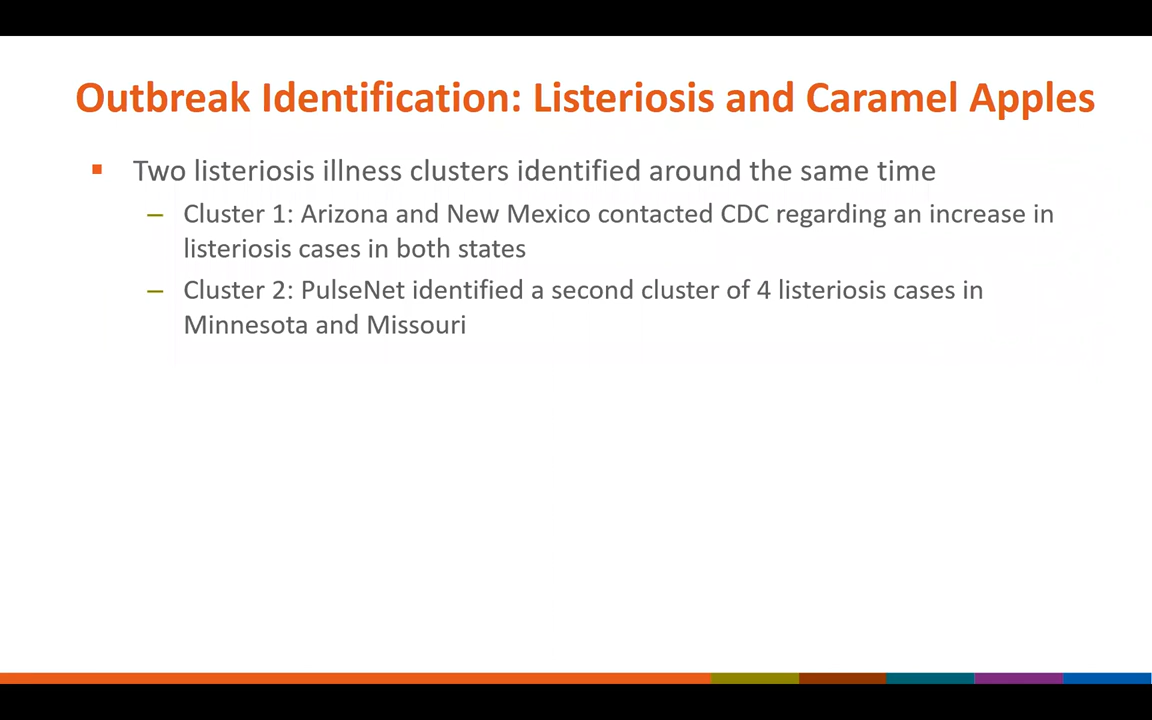 Outbreak Identification: Listeriosis and Caramel Apples
▪ Two listeriosis illness clusters identified around the same time
– Cluster 1: Arizona and New Mexico contacted CDC regarding an increase in
listeriosis cases in both states
– Cluster 2: PulseNet identified a second cluster of 4 listeriosis cases in
Minnesota and Missouri